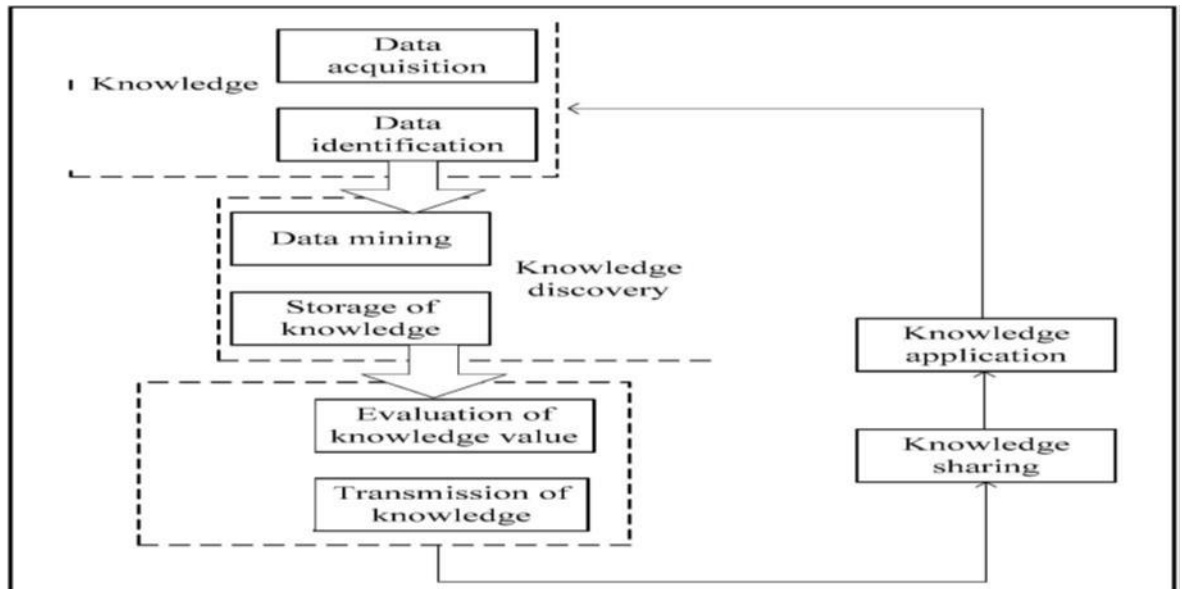 Data
acquisition
Knowledge
Data
identification
Data mining
Knowledge
discovery
Storage of
knowledge
Evaluation of
knowledge value
Transmission of
knowledge
Knowledge
application
Knowledge
sharing